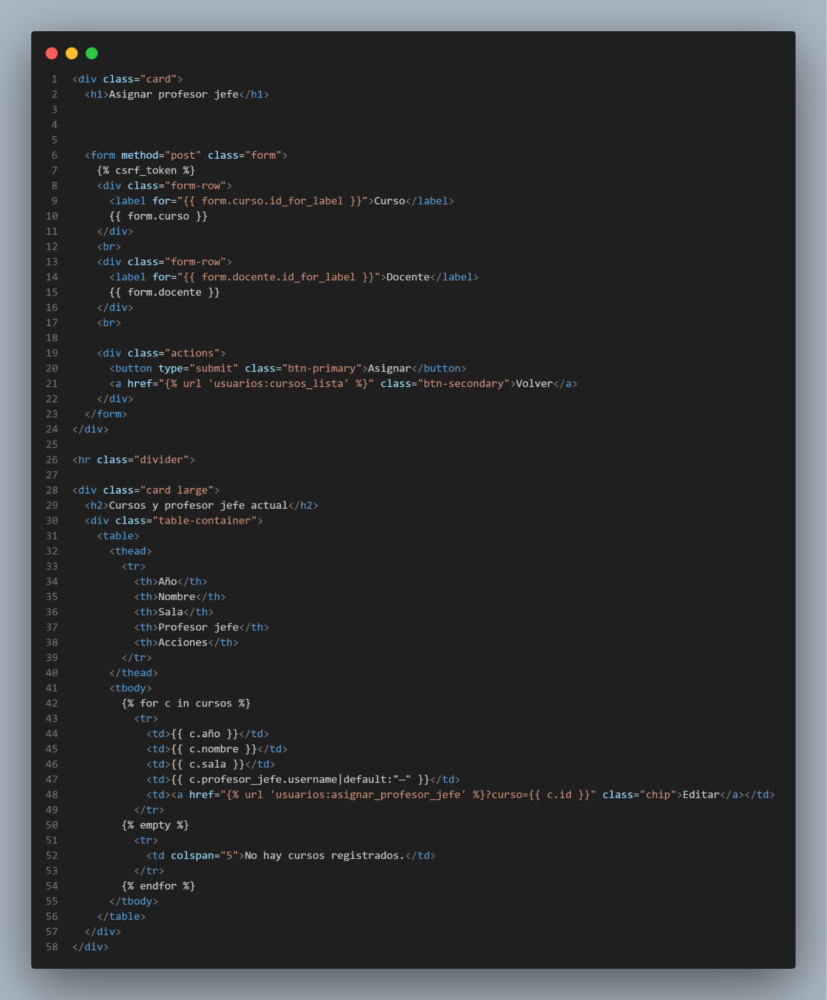 1 <div class="card">
2   <h1>Asignar profesor jefe</h1>
3
4
5
6   <form method="post" class="form">
7     {% csrf_token %}
8     <div class="form-row">
9       <label for="{{ form.curso.id_for_label }}">Curso</label>
10       {{ form.curso }}
11     </div>
12     <br>
13     <div class="form-row">
14       <label for="{{ form.docente.id_for_label }}">Docente</label>
15       {{ form.docente }}
16     </div>
17     <br>
18
19     <div class="actions">
20       <button type="submit" class="btn-primary">Asignar</button>
21       <a href="{% url 'usuarios:cursos_lista' %}" class="btn-secondary">Volver</a>
22     </div>
23   </form>
24 </div>
25
26 <hr class="divider">
27
28 <div class="card large">
29   <h2>Cursos y profesor jefe actual</h2>
30   <div class="table-container">
31     <table>
32       <thead>
33         <tr>
34           <th>Año</th>
35           <th>Nombre</th>
36           <th>Sala</th>
37           <th>Profesor jefe</th>
38           <th>Acciones</th>
39         </tr>
40       </thead>
41       <tbody>
42         {% for c in cursos %}
43           <tr>
44             <td>{{ c.año }}</td>
45             <td>{{ c.nombre }}</td>
46             <td>{{ c.sala }}</td>
47             <td>{{ c.profesor_jefe.username|default:"—" }}</td>
48             <td><a href="{% url 'usuarios:asignar_profesor_jefe' %}?curso={{ c.id }}" class="chip">Editar</a></td>
49           </tr>
50         {% empty %}
51           <tr>
52             <td colspan="5">No hay cursos registrados.</td>
53           </tr>
54         {% endfor %}
55       </tbody>
56     </table>
57   </div>
58 </div>